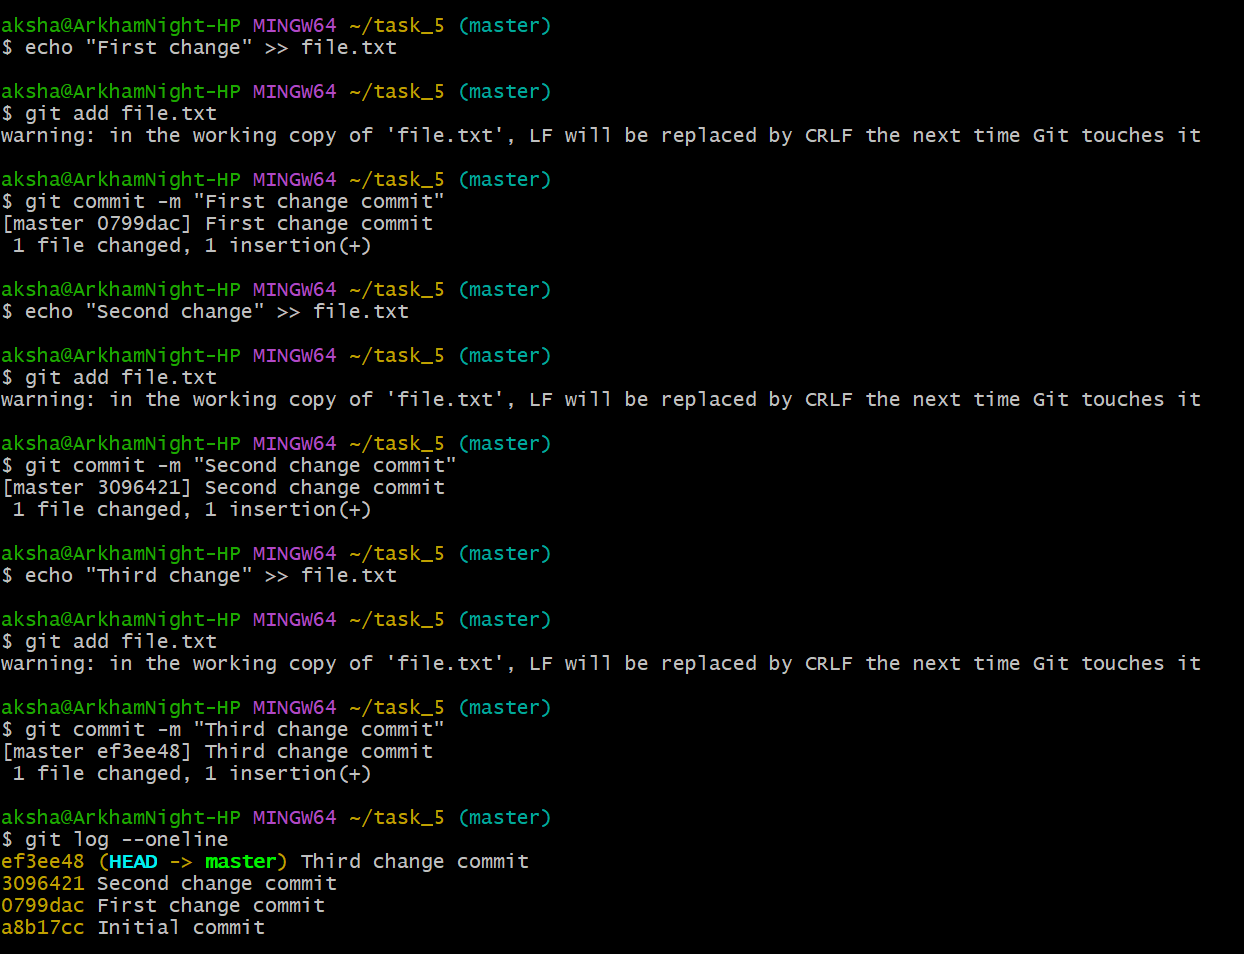 aksha@ArkhamNight-HP MINGW64 ~/task_5 (master)
$ echo "First change" >> file.txt
aksha@ArkhamNight-HP MINGW64 ~/task_5 (master)
$ git add file.txt
warning: in the working copy of 'file.txt', LF will be replaced by CRLF the next time Git touches it
aksha@ArkhamNight-HP MINGW64 ~/task_5 (master)
$ git commit -m "First change commit"
[master 0799dac] First change commit
 1 file changed, 1 insertion(+)
aksha@ArkhamNight-HP MINGW64 ~/task_5 (master)
$ echo "Second change" >> file.txt
aksha@ArkhamNight-HP MINGW64 ~/task_5 (master)
$ git add file.txt
warning: in the working copy of 'file.txt', LF will be replaced by CRLF the next time Git touches it
aksha@ArkhamNight-HP MINGW64 ~/task_5 (master)
$ git commit -m "Second change commit"
[master 3096421] Second change commit
 1 file changed, 1 insertion(+)
aksha@ArkhamNight-HP MINGW64 ~/task_5 (master)
$ echo "Third change" >> file.txt
aksha@ArkhamNight-HP MINGW64 ~/task_5 (master)
$ git add file.txt
warning: in the working copy of 'file.txt', LF will be replaced by CRLF the next time Git touches it
aksha@ArkhamNight-HP MINGW64 ~/task_5 (master)
$ git commit -m "Third change commit"
[master ef3ee48] Third change commit
 1 file changed, 1 insertion(+)
aksha@ArkhamNight-HP MINGW64 ~/task_5 (master)
$ git log --oneline
ef3ee48 (HEAD -> master) Third change commit
3096421 Second change commit
0799dac First change commit
a8b17cc Initial commit